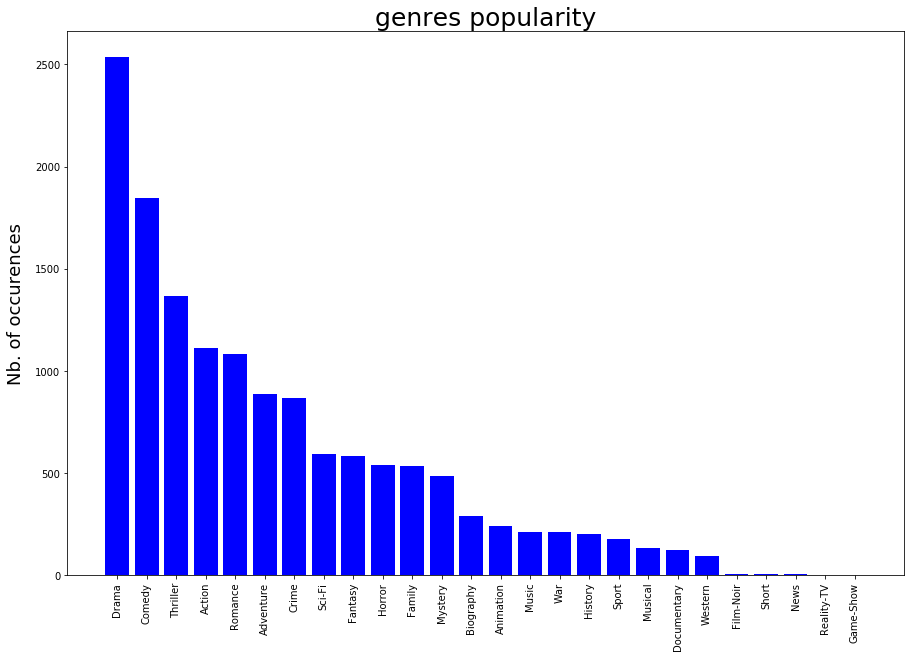 genres popularity
Nb. of occurences
2500
2000
1500
1000
500
0
Drama
Comedy
Thriller
Action
Romance
Adventure
Crime
Sci-Fi
Fantasy
Horror
Family
Mystery
Biography
Animation
Music
War
History
Sport
Musical
Documentary
Western
Film-Noir
Short
News
Reality-TV
Game-Show